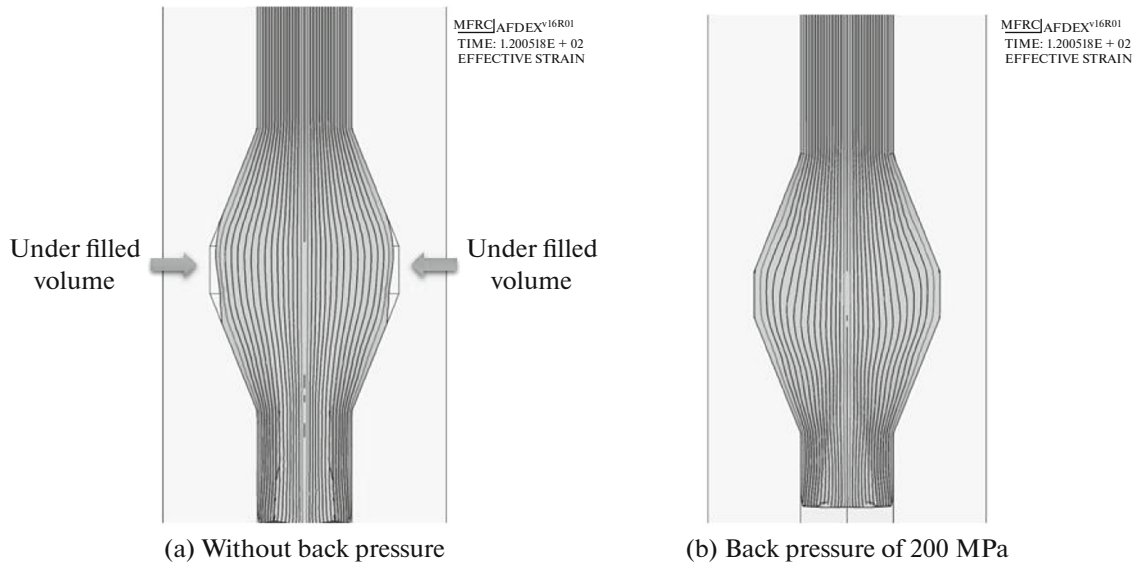 MFRC AFDEXv16R01
TIME: 1.200518E + 02
EFFECTIVE STRAIN
MFRC AFDEXv16R01
TIME: 1.200518E + 02
EFFECTIVE STRAIN
Under filled
volume
Under filled
volume
(a) Without back pressure
(b) Back pressure of 200 MPa